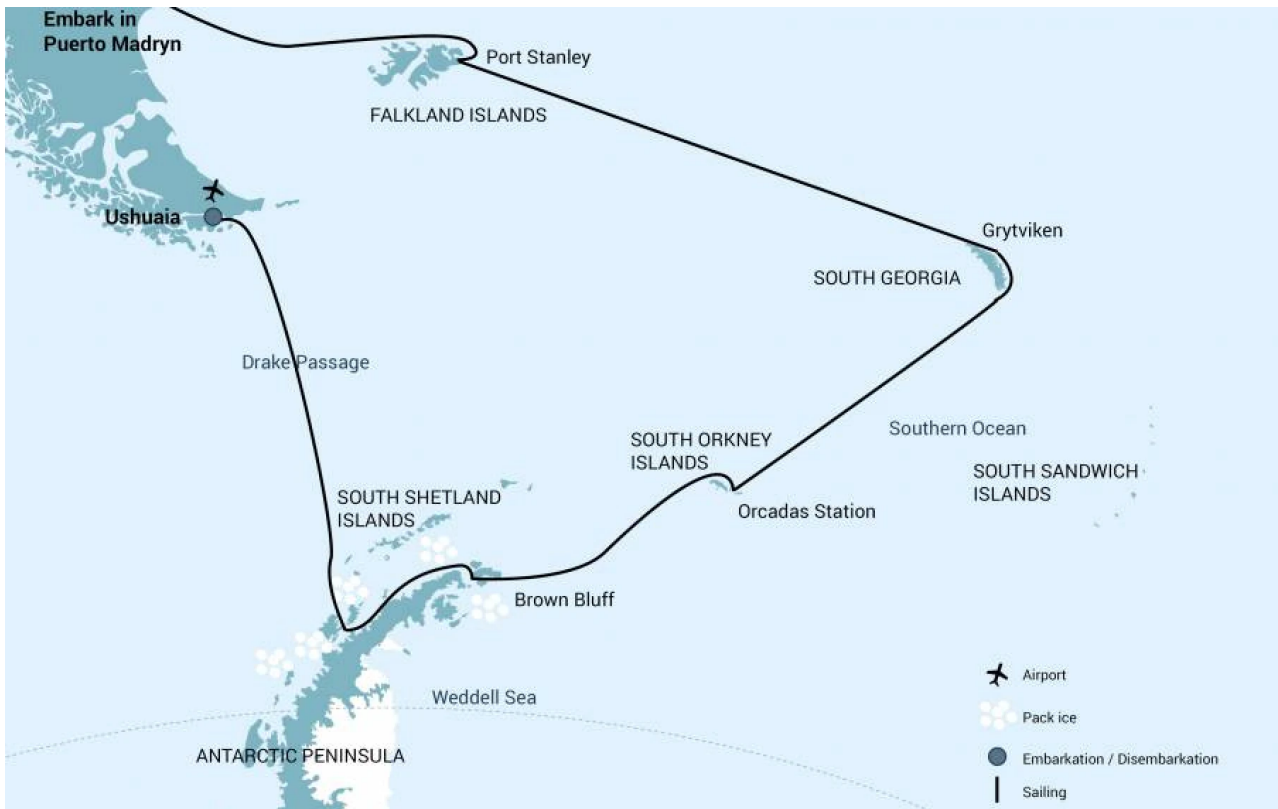 Embark in
Puerto Madryn
Port Stanley
FALKLAND ISLANDS
Ushuaia
Grytviken
SOUTH GEORGIA
Drake Passage
Southern Ocean
SOUTH ORKNEY
ISLANDS
SOUTH SANDWICH
ISLANDS
SOUTH SHETLAND
ISLANDS
Orcadas Station
Brown Bluff
Weddell Sea
ANTARCTIC PENINSULA
Airport
Pack ice
Embarkation / Disembarkation
Sailing